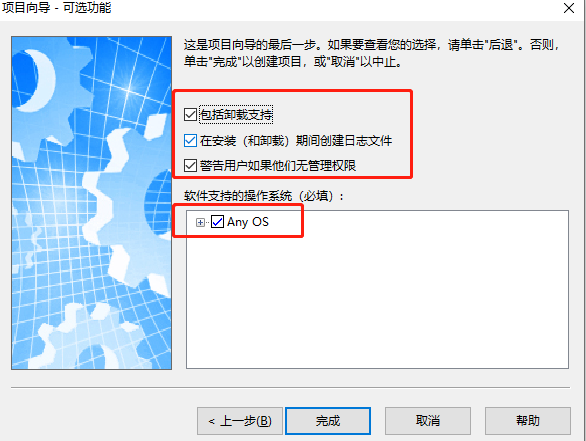 项目向导 - 可选功能
这是项目向导的最后一步。如果要查看您的选择，请单击"后退"。否则，
单击"完成"以创建项目，或"取消"以中止。
包括卸载支持
在安装（和卸载）期间创建日志文件
警告用户如果他们无管理权限
软件支持的操作系统（必填）：
Any OS
< 上一步(B)
完成
取消
帮助